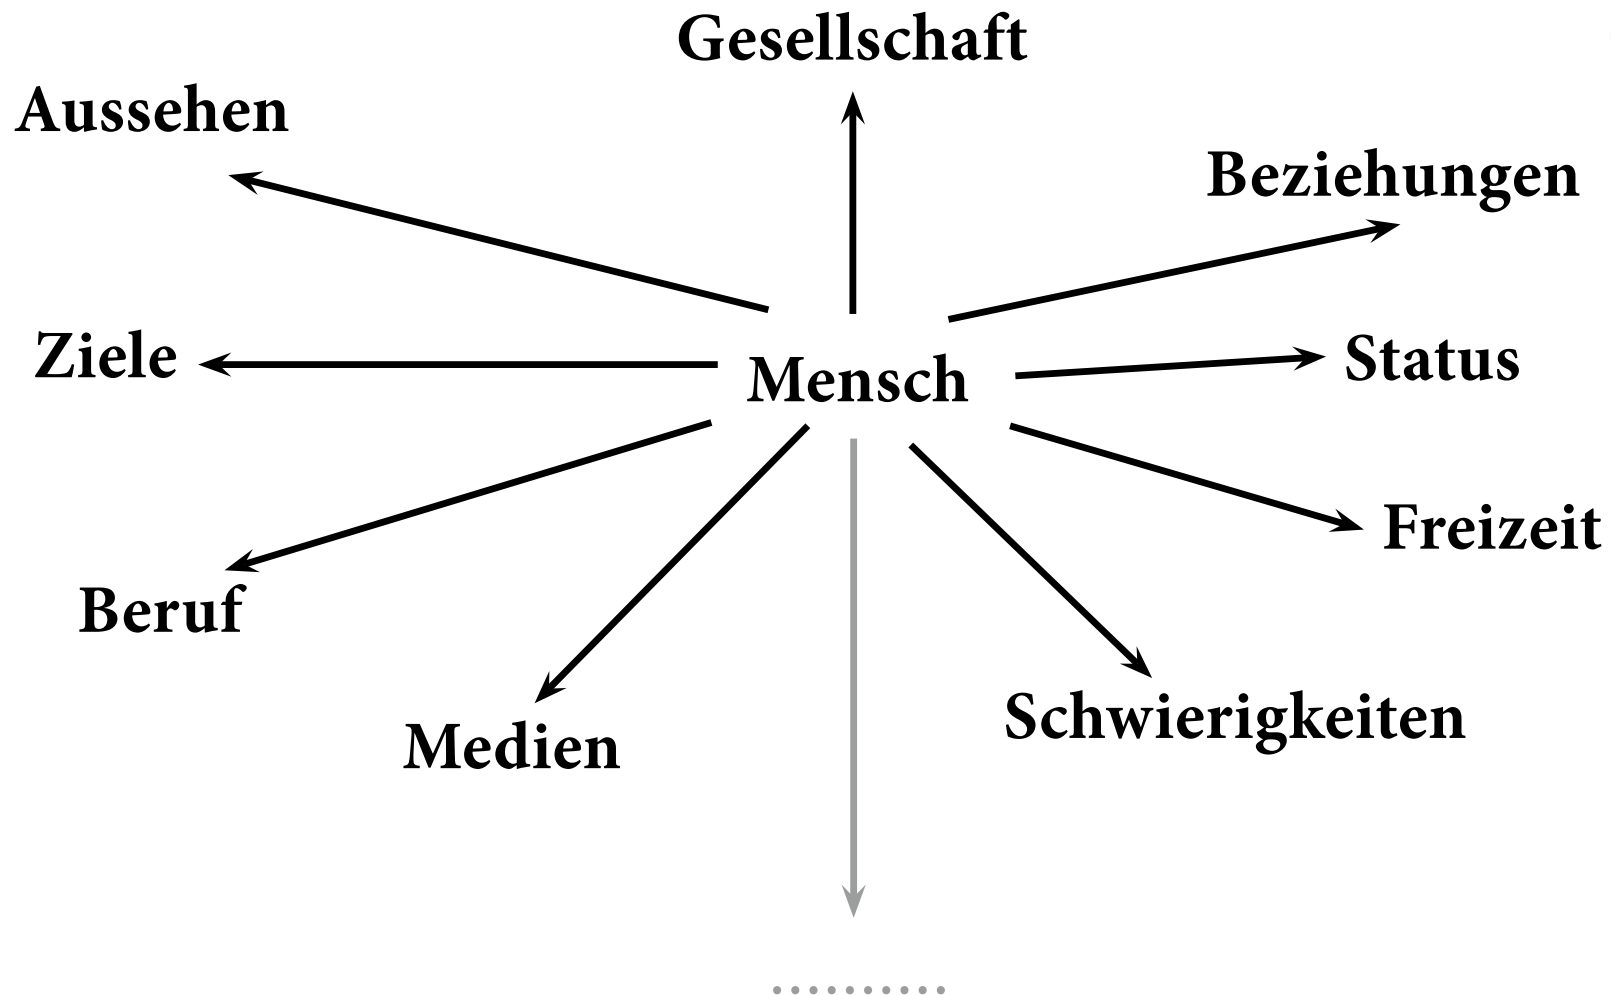 Gesellschaft
Aussehen
Beziehungen
Ziele
Mensch
Status
Freizeit
Beruf
Schwierigkeiten
Medien
..........